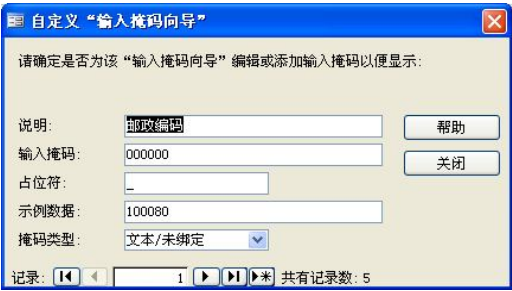 自定义“输入掩码向导”
请确定是否为该“输入掩码向导”编辑或添加输入掩码以便显示:
说明: 邮政编码 帮助
输入掩码: 000000 关闭
占位符: _
示例数据: 100080
掩码类型: 文本/未绑定
记录: 1 共有记录数: 5